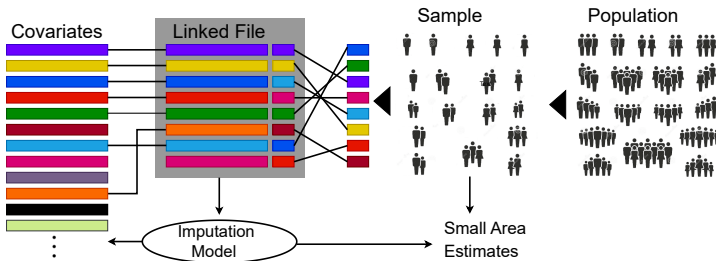 Covariates
Linked File
Sample
Population
Imputation
Model
Small Area
Estimates